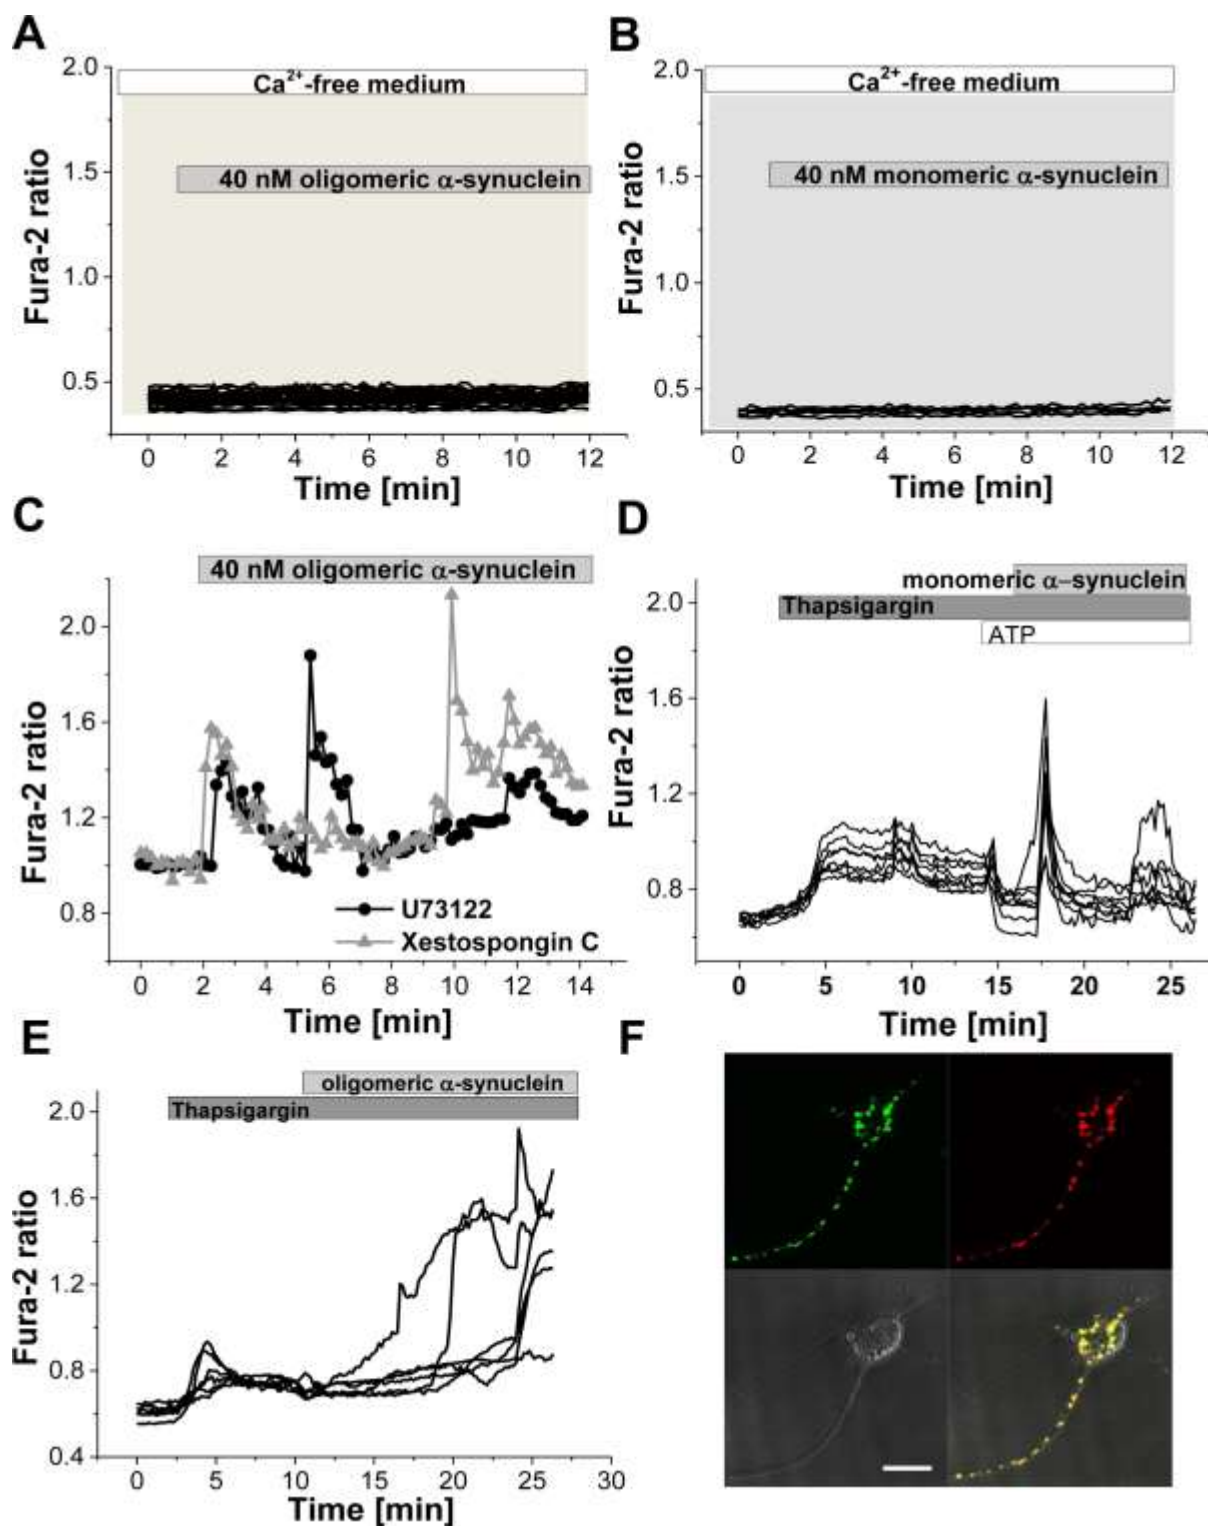 A
2.0
Ca2+-free medium
1.5
40 nM oligomeric α-synuclein
1.0
0.5
Fura-2 ratio
0 2 4 6 8 10 12
Time [min]
B
2.0
Ca2+-free medium
1.5
40 nM monomeric α-synuclein
1.0
0.5
Fura-2 ratio
0 2 4 6 8 10 12
Time [min]
C
40 nM oligomeric α-synuclein
2.0
1.6
1.2
0.8
Fura-2 ratio
U73122
Xestospongin C
0 2 4 6 8 10 12 14
Time [min]
D
monomeric α–synuclein
2.0
Thapsigargin
ATP
1.6
1.2
0.8
Fura-2 ratio
0 5 10 15 20 25
Time [min]
E
oligomeric α-synuclein
2.0
Thapsigargin
1.6
1.2
0.8
0.4
Fura-2 ratio
0 5 10 15 20 25 30
Time [min]
F